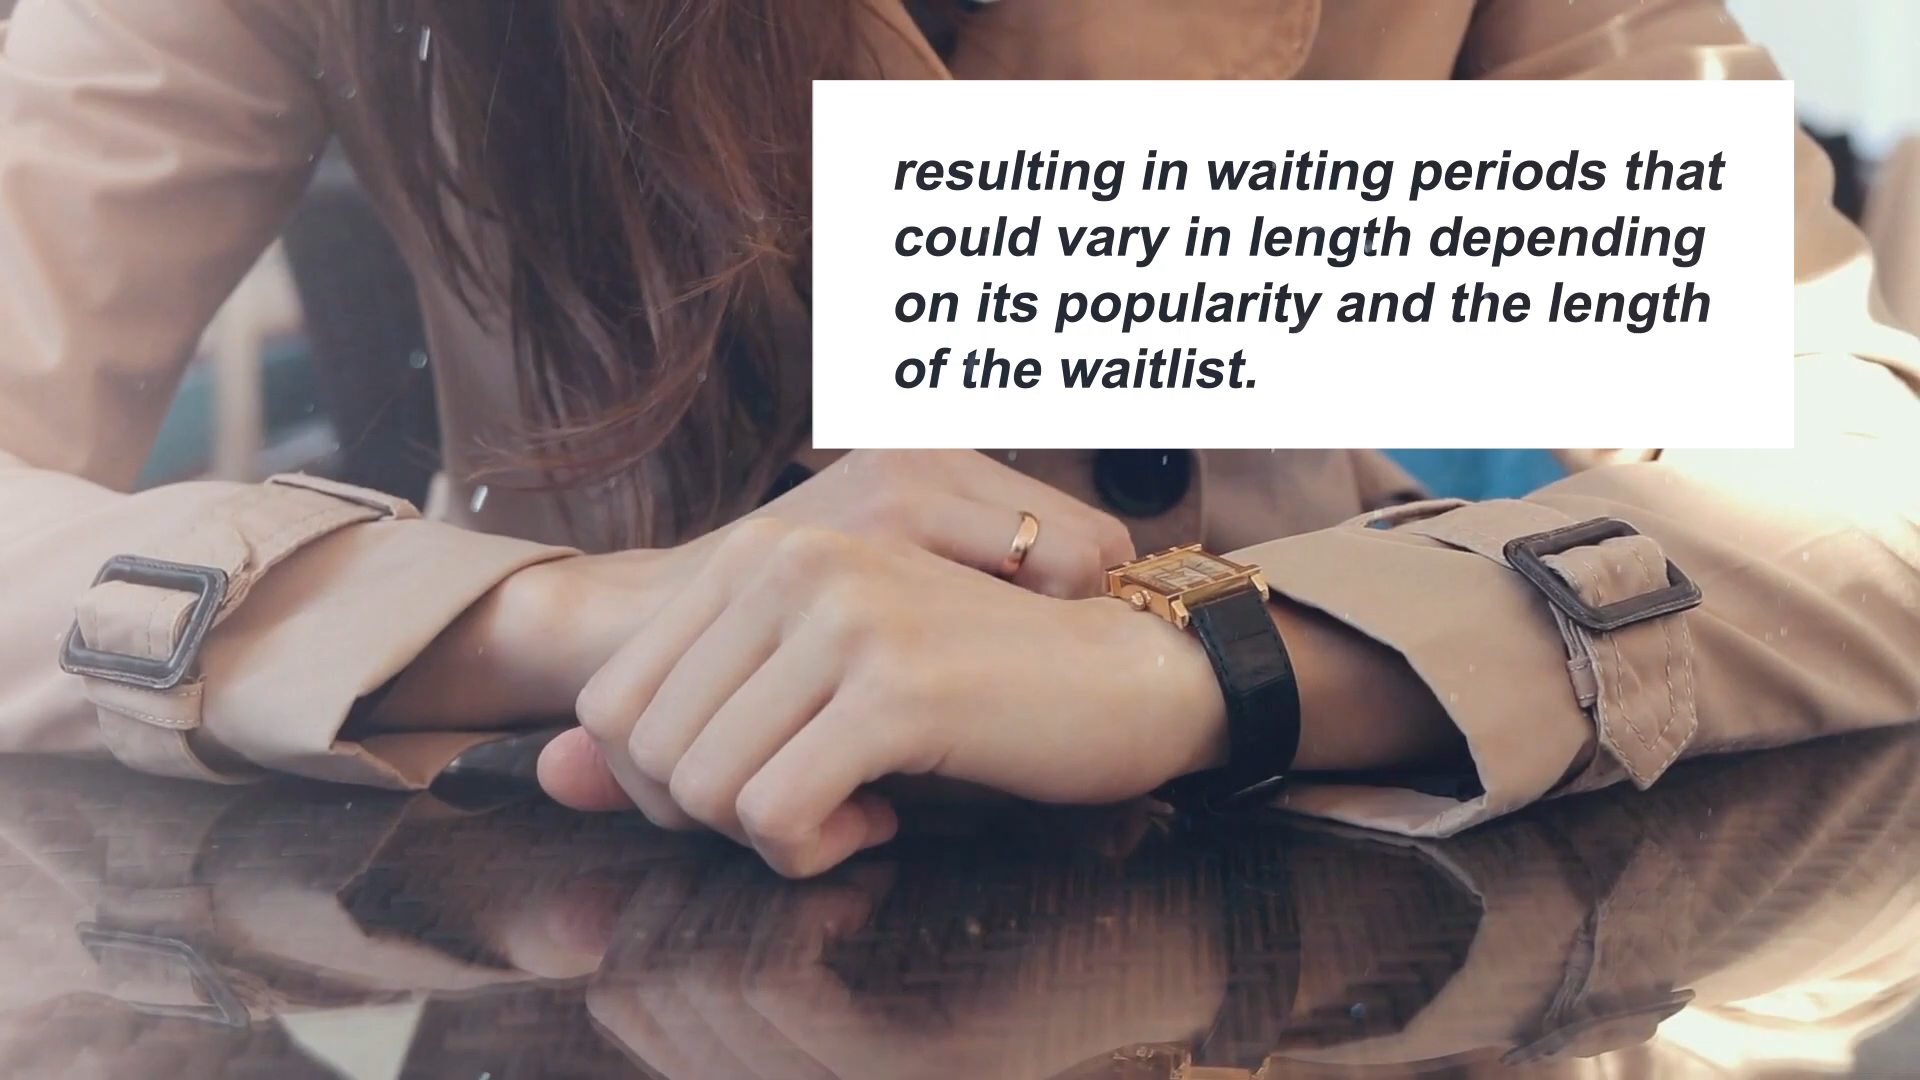 resulting in waiting periods that
could vary in length depending
on its popularity and the length
of the waitlist.